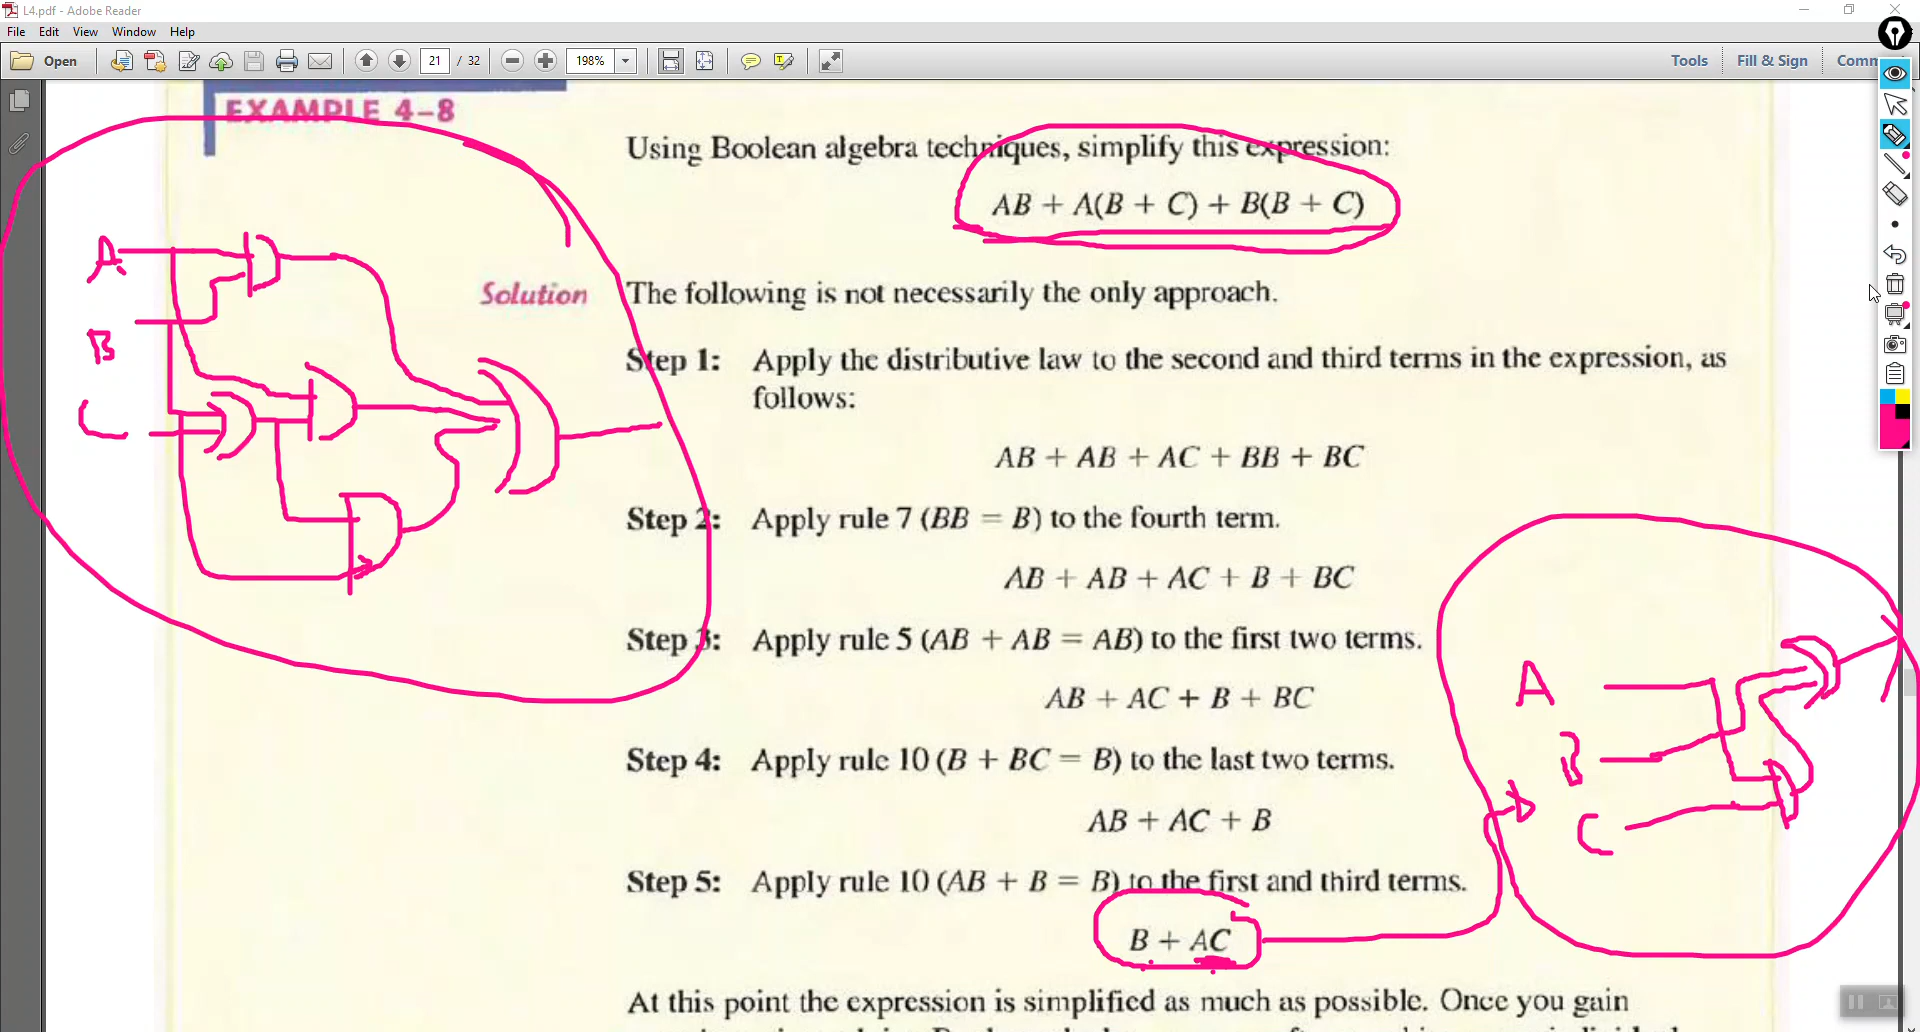 L4.pdf - Adobe Reader
File Edit View Window Help
Open 21 / 32 198% Tools Fill & Sign
EXAMPLE 4–8
Using Boolean algebra techniques, simplify this expression:
AB + A(B + C) + B(B + C)
A
B
C
Solution The following is not necessarily the only approach.
Step 1: Apply the distributive law to the second and third terms in the expression, as
follows:
AB + AB + AC + BB + BC
Step 2: Apply rule 7 (BB = B) to the fourth term.
AB + AB + AC + B + BC
Step 3: Apply rule 5 (AB + AB = AB) to the first two terms.
AB + AC + B + BC
Step 4: Apply rule 10 (B + BC = B) to the last two terms.
AB + AC + B
Step 5: Apply rule 10 (AB + B = B) to the first and third terms.
B + AC
A
B
C
At this point the expression is simplified as much as possible. Once you gain